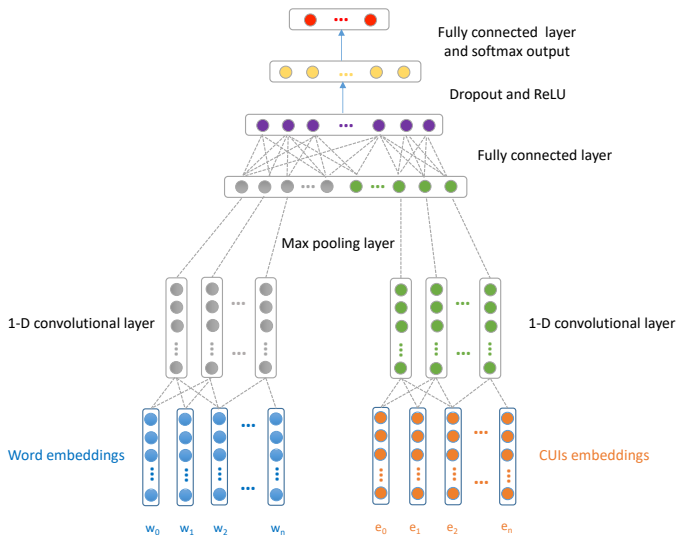 Fully connected layer
and softmax output
Dropout and ReLU
Fully connected layer
Max pooling layer
1-D convolutional layer
1-D convolutional layer
Word embeddings
CUIs embeddings
w0 w1 w2 wn
e0 e1 e2 en